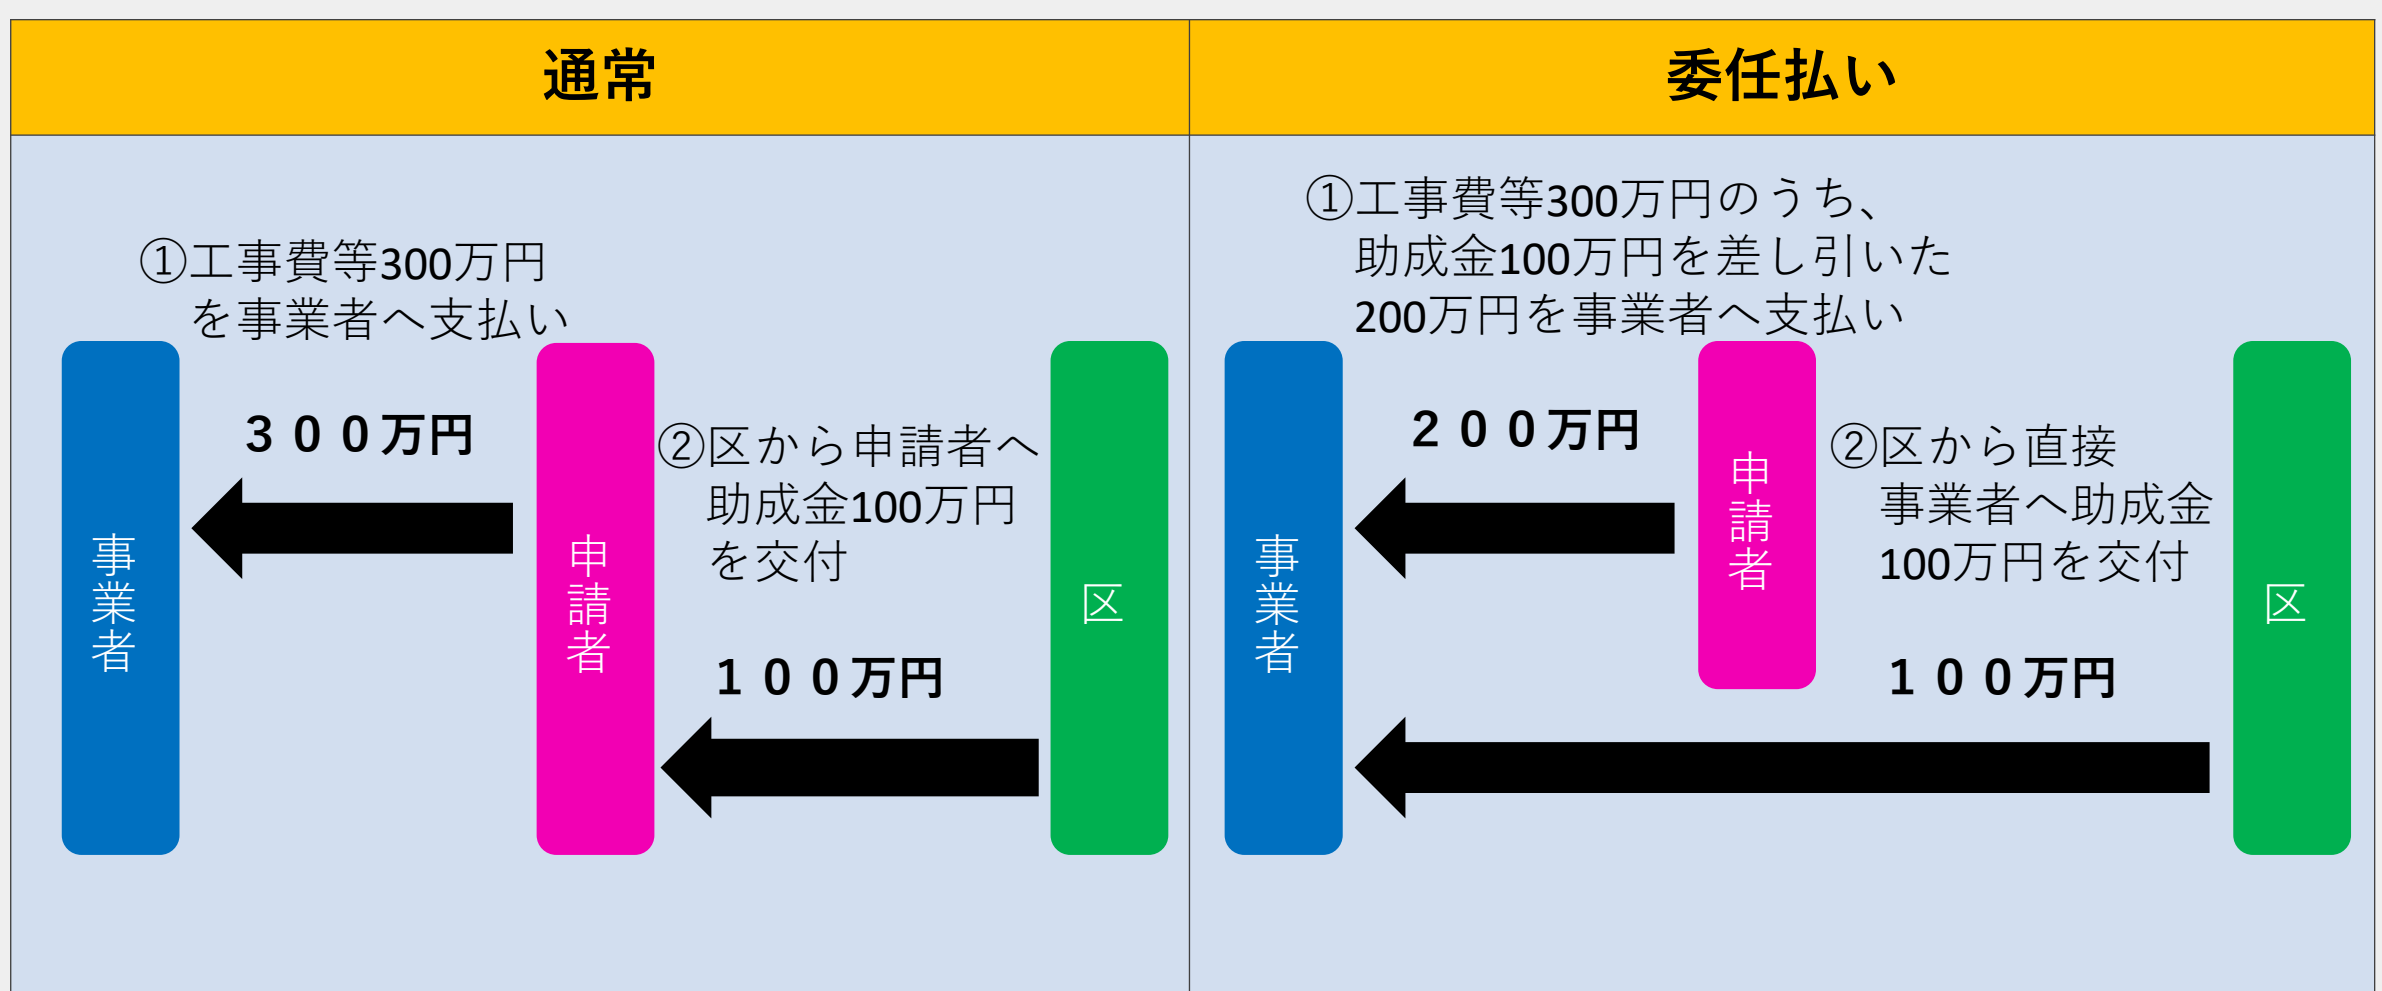 通常
①工事費等300万円
を事業者へ支払い
事業者
３００万円
申請者
②区から申請者へ
助成金100万円
を交付
１００万円
区
委任払い
①工事費等300万円のうち、
助成金100万円を差し引いた
200万円を事業者へ支払い
事業者
２００万円
申請者
②区から直接
事業者へ助成金
100万円を交付
１００万円
区